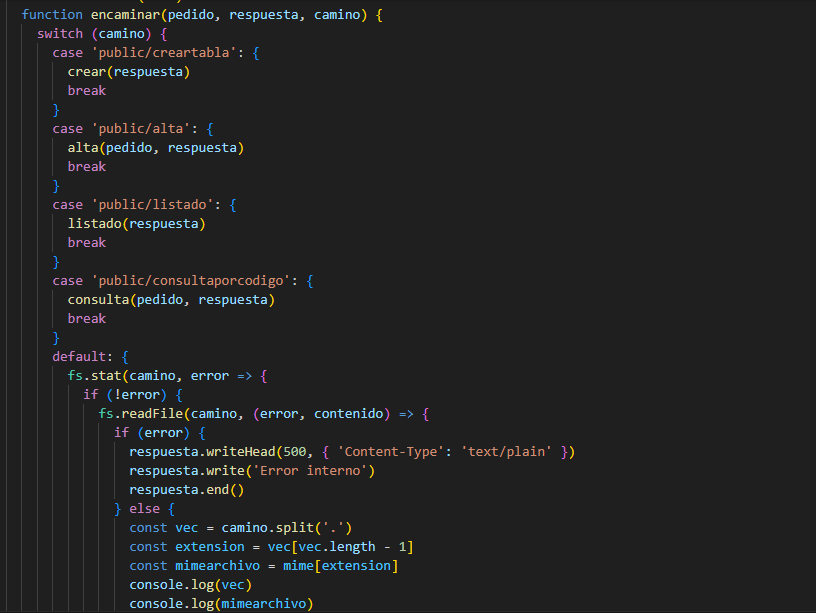 function encaminar(pedido, respuesta, camino) {
switch (camino) {
case 'public/creartabla': {
crear(respuesta)
break
}
case 'public/alta': {
alta(pedido, respuesta)
break
}
case 'public/listado': {
listado(respuesta)
break
}
case 'public/consultaporcodigo': {
consulta(pedido, respuesta)
break
}
default: {
fs.stat(camino, error => {
if (!error) {
fs.readFile(camino, (error, contenido) => {
if (error) {
respuesta.writeHead(500, { 'Content-Type': 'text/plain' })
respuesta.write('Error interno')
respuesta.end()
} else {
const vec = camino.split('.')
const extension = vec[vec.length - 1]
const mimearchivo = mime[extension]
console.log(vec)
console.log(mimearchivo)